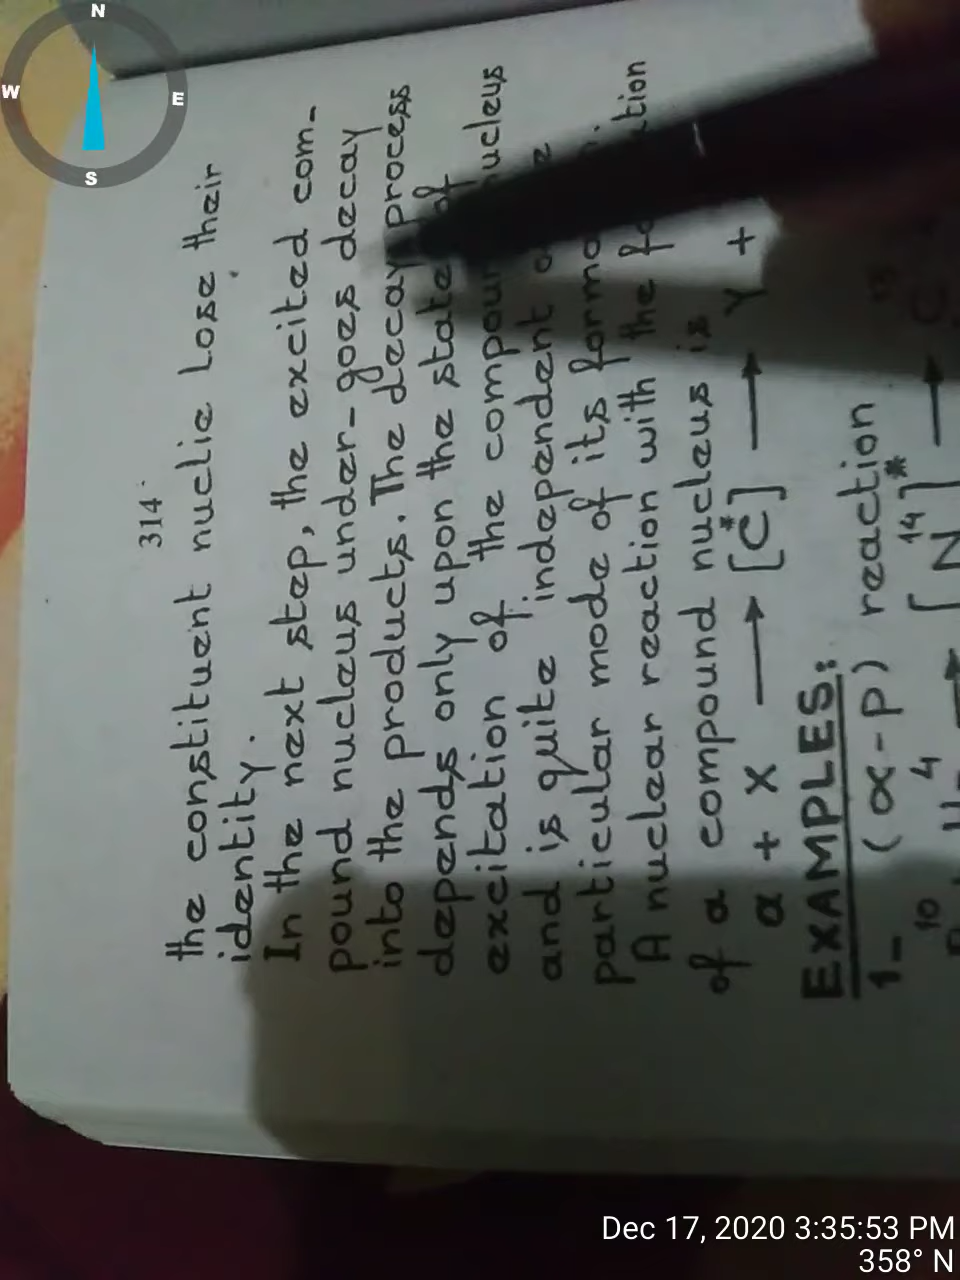 314
the constituent nuclie Lose their
identity.
In the next step, the excited com-
pound nucleus under-goes decay
into the products. The decay process
depends only upon the state of
excitation of the nucleus
and is quite independent
particular mode of its
A nuclear reaction with the
of a compound nucleus is
a + X ⟶ [C*] ⟶ Y +
EXAMPLES:
1- (α-p) reaction
10 4 14 *
[N] ⟶ C
N
W
E
S
Dec 17, 2020 3:35:53 PM
358° N